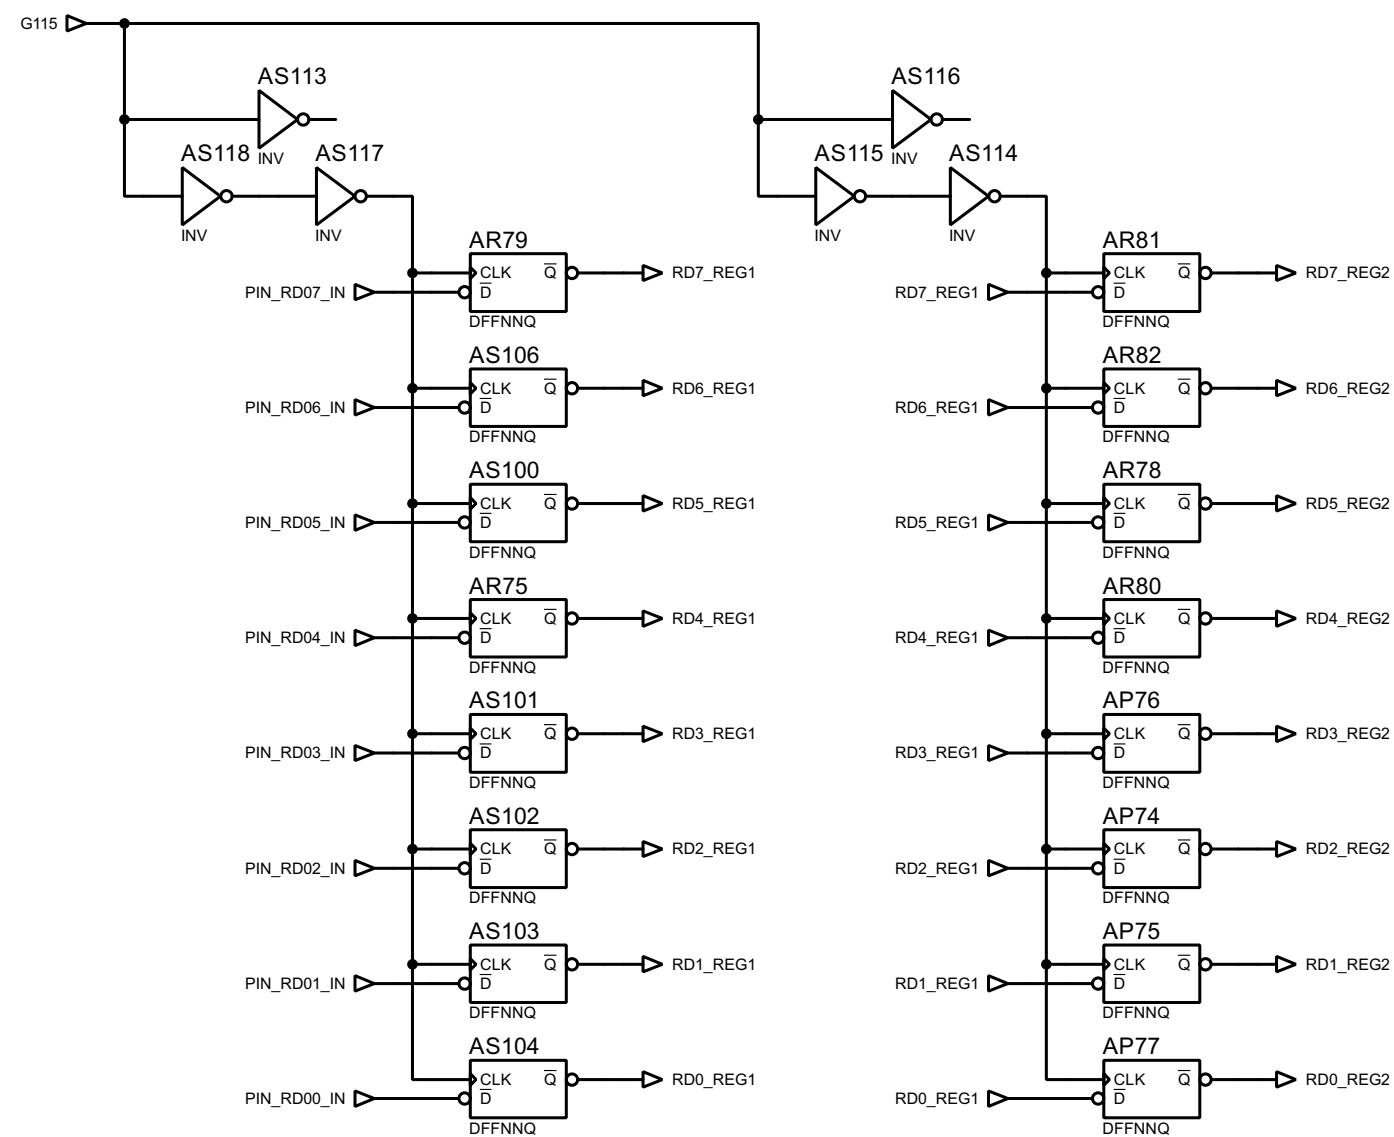 G115
AS113
AS116
INV
INV
AS118
AS117
AS115
AS114
INV
INV
INV
INV
AR79
AR81
CLK Q
RD7_REG1
CLK Q
RD7_REG2
PIN_RD07_IN
D
RD7_REG1
D
DFFNNQ
DFFNNQ
AS106
AR82
CLK Q
RD6_REG1
CLK Q
RD6_REG2
PIN_RD06_IN
D
RD6_REG1
D
DFFNNQ
DFFNNQ
AS100
AR78
CLK Q
RD5_REG1
CLK Q
RD5_REG2
PIN_RD05_IN
D
RD5_REG1
D
DFFNNQ
DFFNNQ
AR75
AR80
CLK Q
RD4_REG1
CLK Q
RD4_REG2
PIN_RD04_IN
D
RD4_REG1
D
DFFNNQ
DFFNNQ
AS101
AP76
CLK Q
RD3_REG1
CLK Q
RD3_REG2
PIN_RD03_IN
D
RD3_REG1
D
DFFNNQ
DFFNNQ
AS102
AP74
CLK Q
RD2_REG1
CLK Q
RD2_REG2
PIN_RD02_IN
D
RD2_REG1
D
DFFNNQ
DFFNNQ
AS103
AP75
CLK Q
RD1_REG1
CLK Q
RD1_REG2
PIN_RD01_IN
D
RD1_REG1
D
DFFNNQ
DFFNNQ
AS104
AP77
CLK Q
RD0_REG1
CLK Q
RD0_REG2
PIN_RD00_IN
D
RD0_REG1
D
DFFNNQ
DFFNNQ